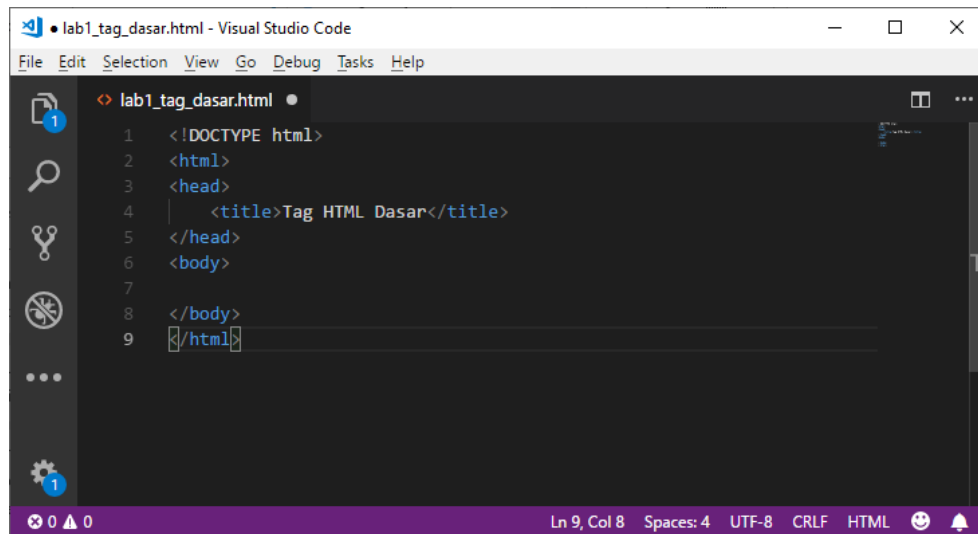 lab1_tag_dasar.html - Visual Studio Code
File Edit Selection View Go Debug Tasks Help
<> lab1_tag_dasar.html
1
1 <!DOCTYPE html>
2 <html>
3 <head>
4     <title>Tag HTML Dasar</title>
5 </head>
6 <body>
7
8 </body>
9 </html>
1
0 0 Ln 9, Col 8 Spaces: 4 UTF-8 CRLF HTML